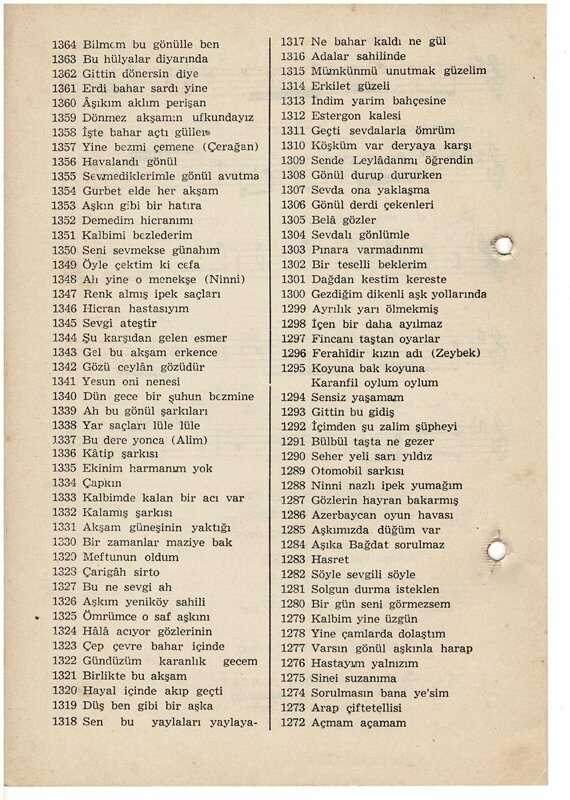 1364 Bilmem bu gönülle ben
1363 Bu hülyalar diyarında
1362 Gittin dönersin diye
1361 Erdi bahar sardı yine
1360 Âşıkım aklım perişan
1359 Dönmez akşamın ufkundayız
1358 İşte bahar açtı güller
1357 Yine bezmi çemene (Çerağan)
1356 Havalandı gönül
1355 Sevmediklerimle gönül avutma
1354 Gurbet elde her akşam
1353 Aşkın gibi bir hatıra
1352 Demedim hicranımı
1351 Kalbimi bezlederim
1350 Seni sevmekse günahım
1349 Öyle çektim ki cefa
1348 Ah yine o menekşe (Ninni)
1347 Renk almış ipek saçları
1346 Hicran hastasıyım
1345 Sevgi ateştir
1344 Şu karşıdan gelen esmer
1343 Gel bu akşam erkence
1342 Gözü ceylân gözüdür
1341 Yesun oni nenesi
1340 Dün gece bir şuhun bezmine
1339 Ah bu gönül şarkıları
1338 Yar saçları lüle lüle
1337 Bu dere yonca (Alim)
1336 Kâtip şarkısı
1335 Ekinim harmanım yok
1334 Çapkın
1333 Kalbimde kalan bir acı var
1332 Kalamış şarkısı
1331 Akşam güneşinin yaktığı
1330 Bir zamanlar maziye bak
1329 Meftunun oldum
1328 Çarigâh sirto
1327 Bu ne sevgi ah
1326 Aşkım yeniköy sahili
1325 Ömrümce o saf aşkını
1324 Hâlâ acıyor gözlerinin
1323 Çep çevre bahar içinde
1322 Gündüzüm karanlık gecem
1321 Birlikte bu akşam
1320 Hayal içinde akıp geçti
1319 Düş ben gibi bir aşka
1318 Sen bu yaylaları yaylaya-
1317 Ne bahar kaldı ne gül
1316 Adalar sahilinde
1315 Mümkünmü unutmak güzelim
1314 Erkilet güzeli
1313 İndim yarim bahçesine
1312 Estergon kalesi
1311 Geçti sevdalarla ömrüm
1310 Köşküm var deryaya karşı
1309 Sende Leylâdanmı öğrendin
1308 Gönül durup dururken
1307 Sevda ona yaklaşma
1306 Gönül derdi çekenleri
1305 Belâ gözler
1304 Sevdalı gönlümle
1303 Pınara varmadınmı
1302 Bir teselli beklerim
1301 Dağdan kestim kereste
1300 Gezdiğim dikenli aşk yollarında
1299 Ayrılık yarı ölmekmiş
1298 İçen bir daha ayılmaz
1297 Fincanı taştan oyarlar
1296 Ferahîdir kızın adı (Zeybek)
1295 Koyuna bak koyuna
Karanfil oylum oylum
1294 Sensiz yaşamam
1293 Gittin bu gidiş
1292 İçimden şu zalim şüpheyi
1291 Bülbül taşta ne gezer
1290 Seher yeli sarı yıldız
1289 Otomobil sarkısı
1288 Ninni nazlı ipek yumağım
1287 Gözlerin hayran bakarmış
1286 Azerbaycan oyun havası
1285 Aşkımızda düğüm var
1284 Aşıka Bağdat sorulmaz
1283 Hasret
1282 Söyle sevgili söyle
1281 Solgun durma isteklen
1280 Bir gün seni görmezsem
1279 Kalbim yine üzgün
1278 Yine çamlarda dolaştım
1277 Varsın gönül aşkınla harap
1276 Hastayım yalnızım
1275 Sinei suzanıma
1274 Sorulmasın bana ye'sim
1273 Arap çiftetellisi
1272 Açmam açamam